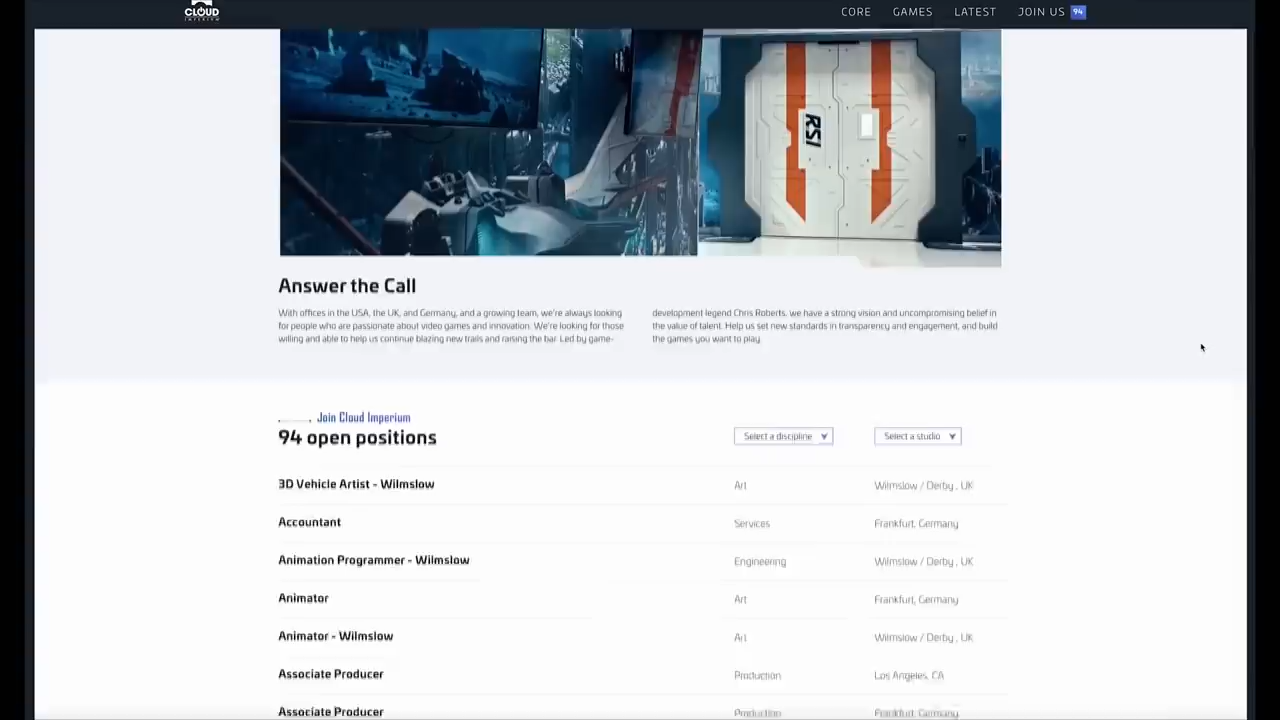 CLOUD
IMPERIUM
CORE GAMES LATEST JOIN US 94
RSI
Answer the Call
With offices in the USA, the UK, and Germany, and a growing team, we're always looking
for people who are passionate about video games and innovation. We're looking for those
willing and able to help us continue blazing new trails and raising the bar. Led by game-
development legend Chris Roberts, we have a strong vision and uncompromising belief in
the value of talent. Help us set new standards in transparency and engagement, and build
the games you want to play.
Join Cloud Imperium
94 open positions
Select a discipline
Select a studio
3D Vehicle Artist - Wilmslow Art Wilmslow / Derby , UK
Accountant Services Frankfurt, Germany
Animation Programmer - Wilmslow Engineering Wilmslow / Derby , UK
Animator Art Frankfurt, Germany
Animator - Wilmslow Art Wilmslow / Derby , UK
Associate Producer Production Los Angeles, CA
Associate Producer Production Frankfurt, Germany